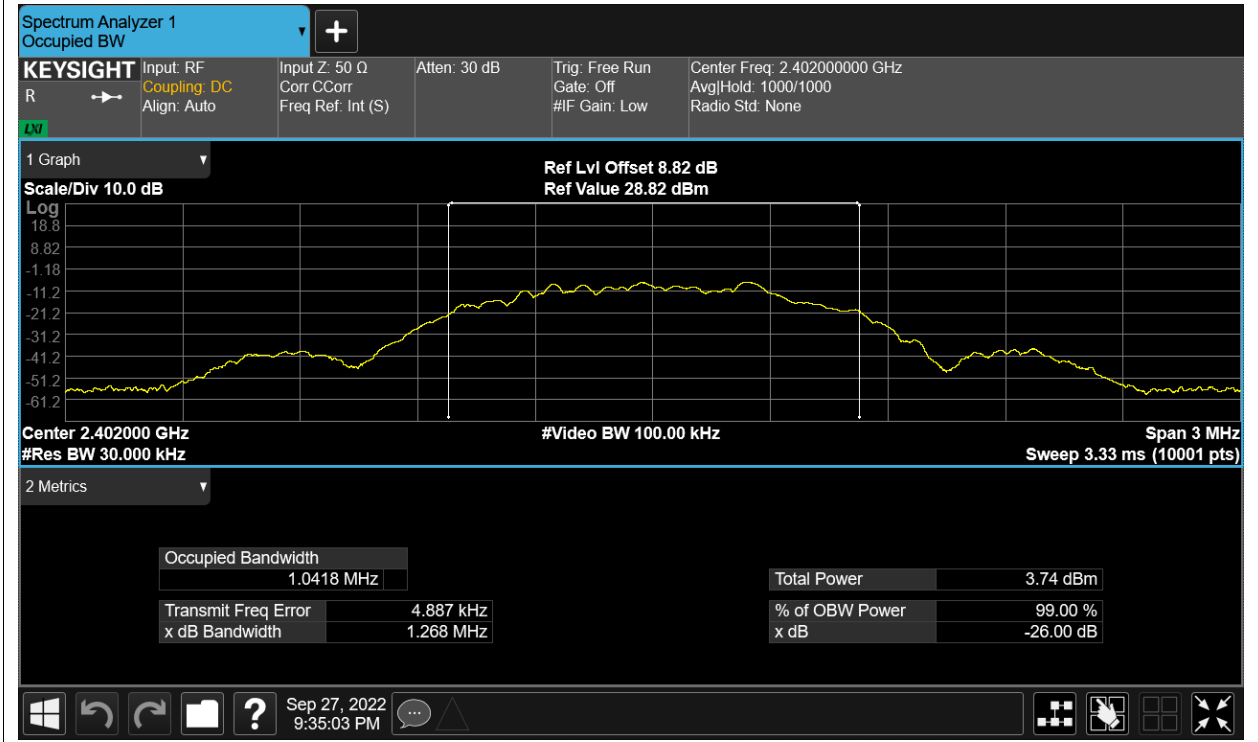 Spectrum Analyzer 1
Occupied BW
KEYSIGHT
R
LXI
Input: RF
Coupling: DC
Align: Auto
Input Z: 50 Ω
Corr CCorr
Freq Ref: Int (S)
Atten: 30 dB
Trig: Free Run
Gate: Off
#IF Gain: Low
Center Freq: 2.402000000 GHz
Avg|Hold: 1000/1000
Radio Std: None
1 Graph
Scale/Div 10.0 dB
Ref Lvl Offset 8.82 dB
Ref Value 28.82 dBm
Log
18.8
8.82
-1.18
-11.2
-21.2
-31.2
-41.2
-51.2
-61.2
Center 2.402000 GHz
#Video BW 100.00 kHz
Span 3 MHz
#Res BW 30.000 kHz
Sweep 3.33 ms (10001 pts)
2 Metrics
Occupied Bandwidth
1.0418 MHz
Total Power 3.74 dBm
Transmit Freq Error 4.887 kHz
% of OBW Power 99.00 %
x dB Bandwidth 1.268 MHz
x dB -26.00 dB
?
Sep 27, 2022
9:35:03 PM